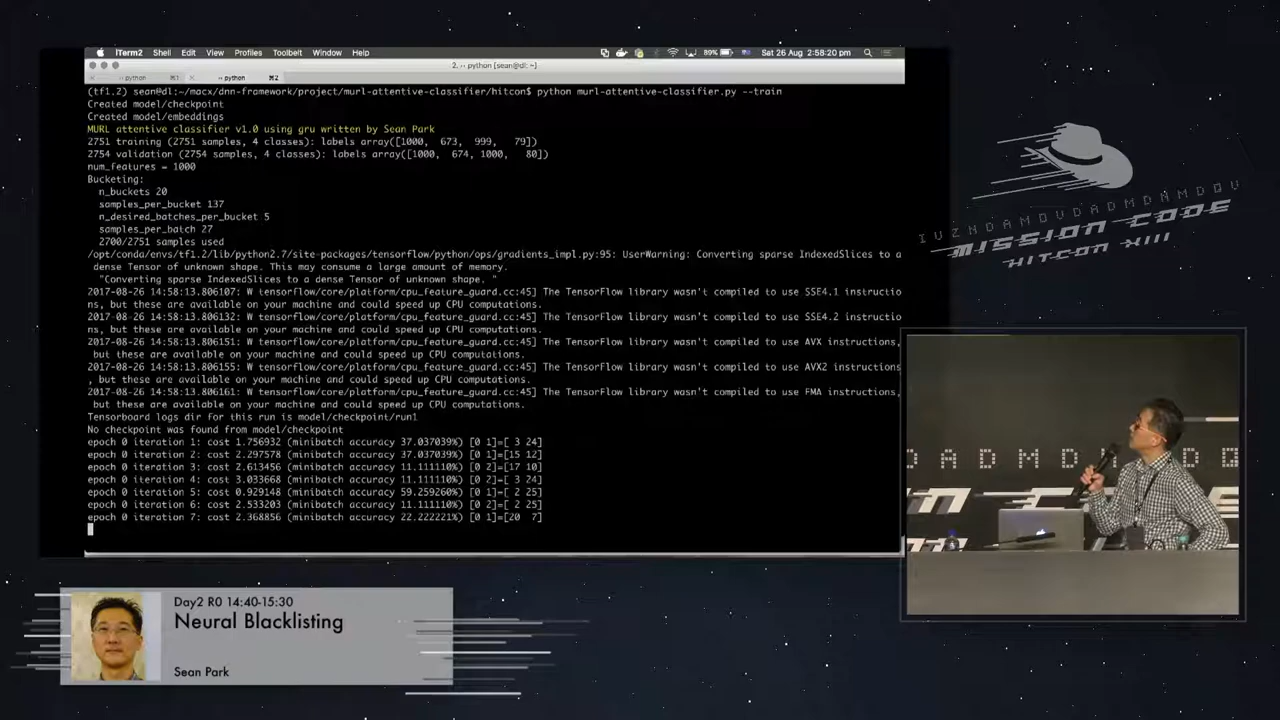 iTerm2 Shell Edit View Profiles Toolbelt Window Help
89% Sat 26 Aug 2:58:20 pm
2. python [sean@dl: ~]
python ⌘1 python ⌘2
(tf1.2) sean@dl:~/macx/dnn-framework/project/murl-attentive-classifier/hitcon$ python murl-attentive-classifier.py --train
Created model/checkpoint
Created model/embeddings
MURL attentive classifier v1.0 using gru written by Sean Park
2751 training (2751 samples, 4 classes): labels array([1000, 673, 999, 79])
2754 validation (2754 samples, 4 classes): labels array([1000, 674, 1000, 80])
num_features = 1000
Bucketing:
n_buckets 20
samples_per_bucket 137
n_desired_batches_per_bucket 5
samples_per_batch 27
2700/2751 samples used
/opt/conda/envs/tf1.2/lib/python2.7/site-packages/tensorflow/python/ops/gradients_impl.py:95: UserWarning: Converting sparse IndexedSlices to a
dense Tensor of unknown shape. This may consume a large amount of memory.
"Converting sparse IndexedSlices to a dense Tensor of unknown shape. "
2017-08-26 14:58:13.806107: W tensorflow/core/platform/cpu_feature_guard.cc:45] The TensorFlow library wasn't compiled to use SSE4.1 instructio
ns, but these are available on your machine and could speed up CPU computations.
2017-08-26 14:58:13.806132: W tensorflow/core/platform/cpu_feature_guard.cc:45] The TensorFlow library wasn't compiled to use SSE4.2 instructio
ns, but these are available on your machine and could speed up CPU computations.
2017-08-26 14:58:13.806151: W tensorflow/core/platform/cpu_feature_guard.cc:45] The TensorFlow library wasn't compiled to use AVX instructions,
but these are available on your machine and could speed up CPU computations.
2017-08-26 14:58:13.806155: W tensorflow/core/platform/cpu_feature_guard.cc:45] The TensorFlow library wasn't compiled to use AVX2 instructions
, but these are available on your machine and could speed up CPU computations.
2017-08-26 14:58:13.806161: W tensorflow/core/platform/cpu_feature_guard.cc:45] The TensorFlow library wasn't compiled to use FMA instructions,
but these are available on your machine and could speed up CPU computations.
Tensorboard logs dir for this run is model/checkpoint/run1
No checkpoint was found from model/checkpoint
epoch 0 iteration 1: cost 1.756932 (minibatch accuracy 37.037039%) [0 1]=[ 3 24]
epoch 0 iteration 2: cost 2.297578 (minibatch accuracy 37.037039%) [0 1]=[15 12]
epoch 0 iteration 3: cost 2.613456 (minibatch accuracy 11.111110%) [0 2]=[17 10]
epoch 0 iteration 4: cost 3.033668 (minibatch accuracy 11.111110%) [0 1]=[ 3 24]
epoch 0 iteration 5: cost 0.929148 (minibatch accuracy 59.259260%) [0 1]=[ 2 25]
epoch 0 iteration 6: cost 2.533203 (minibatch accuracy 11.111110%) [0 2]=[ 2 25]
epoch 0 iteration 7: cost 2.368856 (minibatch accuracy 22.222221%) [0 1]=[20 7]
IVZNDAMDVDADMDNMDQV
MISSION CODE
HITCON XIII
Day2 R0 14:40-15:30
Neural Blacklisting
Sean Park